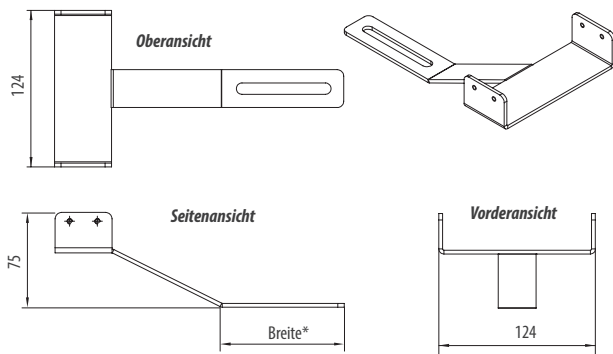 Oberansicht
124
Seitenansicht
Vorderansicht
75
Breite*
124